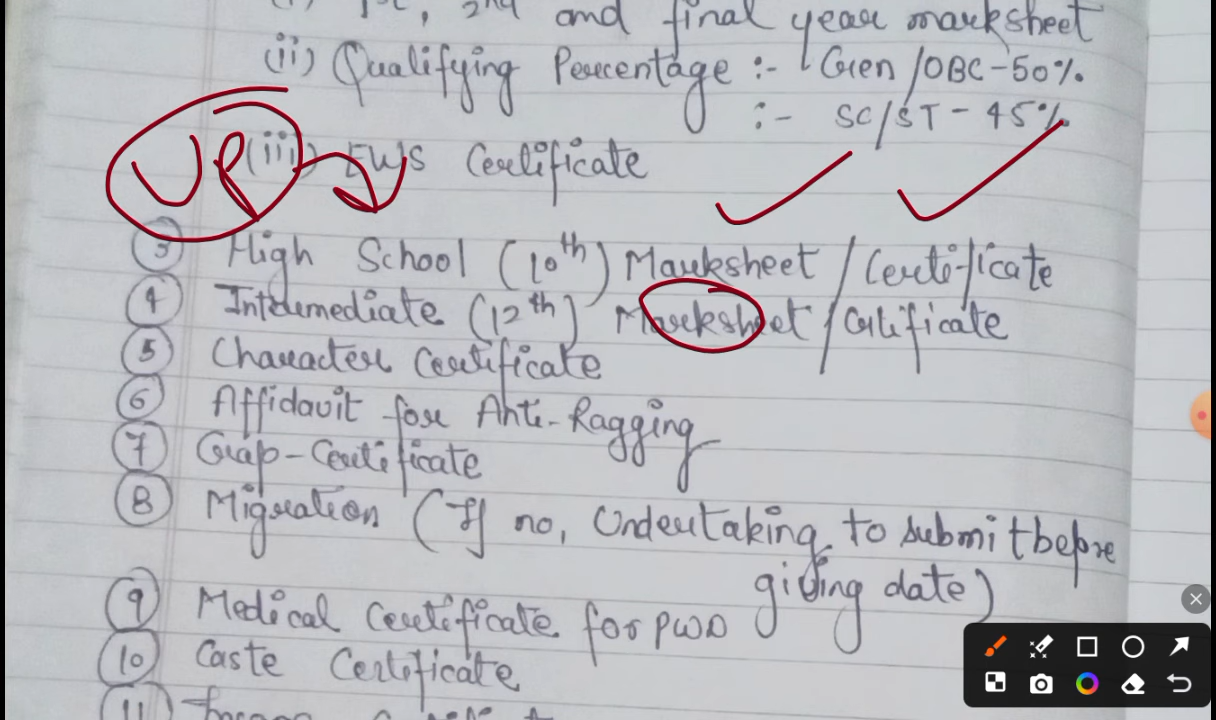 (i) 1st, 2nd and final year marksheet
(ii) Qualifying Percentage :- Gen/OBC-50%
:- SC/ST - 45%
UP (iii) EWS Certificate
3 High School (10th) Marksheet / Certificate
4 Intermediate (12th) Marksheet / Certificate
5 Character Certificate
6 Affidavit for Anti-Ragging
7 Gap-Certificate
8 Migration (If no, Undertaking to submit before
giving date)
9 Medical Certificate for PWD
10 Caste Certificate
11